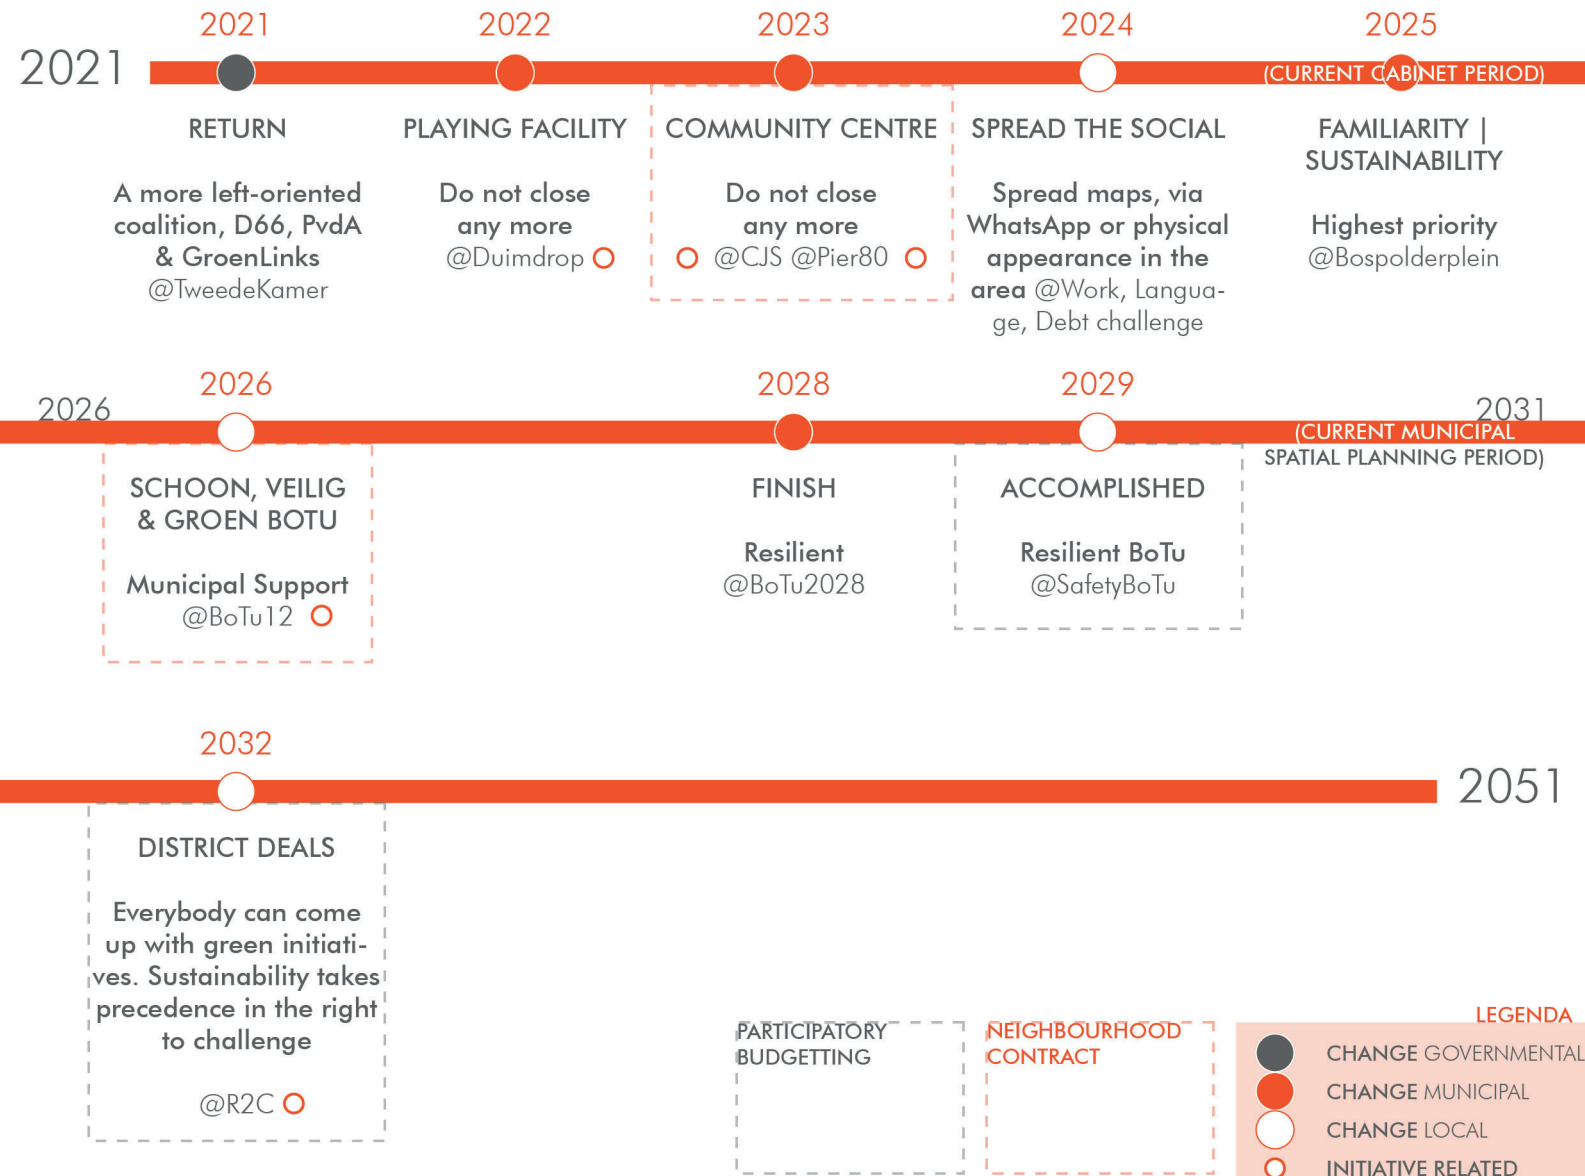 2021
2021
2022
2023
2024
2025
(CURRENT CABINET PERIOD)
RETURN
A more left-oriented
coalition, D66, PvdA
& GroenLinks
@TweedeKamer
PLAYING FACILITY
Do not close
any more
@Duimdrop
COMMUNITY CENTRE
Do not close
any more
@CJS @Pier80
SPREAD THE SOCIAL
Spread maps, via
WhatsApp or physical
appearance in the
area @Work, Langua-
ge, Debt challenge
FAMILIARITY |
SUSTAINABILITY
Highest priority
@Bospolderplein
2026
2026
2028
2029
2031
(CURRENT MUNICIPAL
SPATIAL PLANNING PERIOD)
SCHOON, VEILIG
& GROEN BOTU
Municipal Support
@BoTu12
FINISH
Resilient
@BoTu2028
ACCOMPLISHED
Resilient BoTu
@SafetyBoTu
2032
2051
DISTRICT DEALS
Everybody can come
up with green initiati-
ves. Sustainability takes
precedence in the right
to challenge
@R2C
PARTICIPATORY
BUDGETTING
NEIGHBOURHOOD
CONTRACT
LEGENDA
CHANGE GOVERNMENTAL
CHANGE MUNICIPAL
CHANGE LOCAL
INITIATIVE RELATED